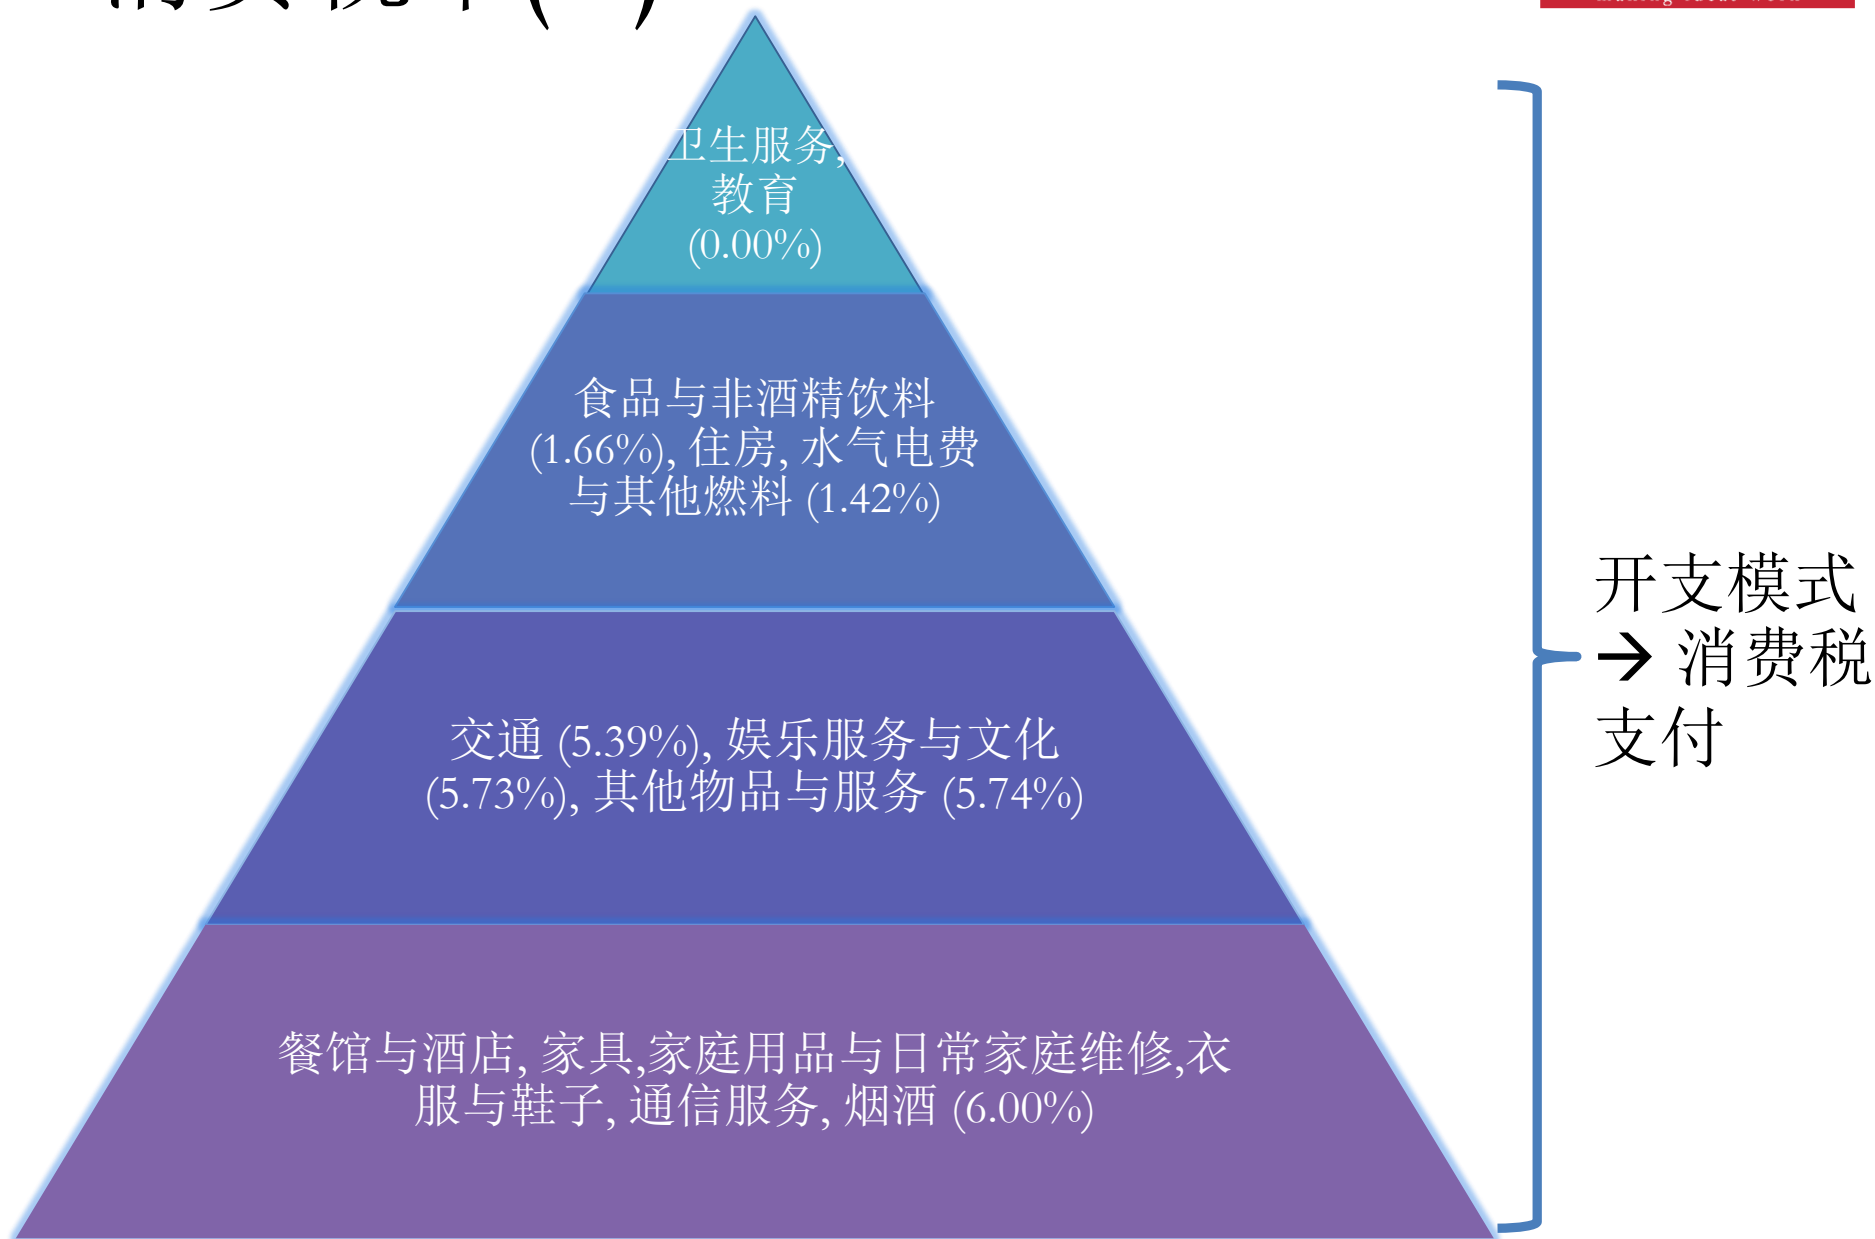 卫生服务,
教育
(0.00%)
食品与非酒精饮料
(1.66%), 住房, 水气电费
与其他燃料 (1.42%)
交通 (5.39%), 娱乐服务与文化
(5.73%), 其他物品与服务 (5.74%)
餐馆与酒店, 家具,家庭用品与日常家庭维修,衣
服与鞋子, 通信服务, 烟酒 (6.00%)
开支模式
→ 消费税
支付